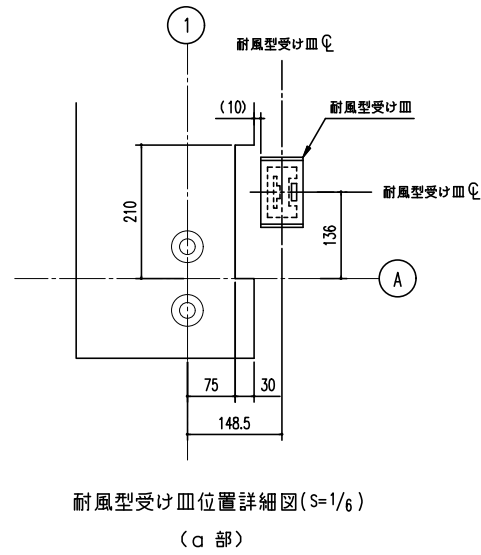 1
耐風型受け皿℄
(10)
耐風型受け皿
耐風型受け皿℄
210
136
A
75
30
148.5
耐風型受け皿位置詳細図(S=1/6)
(a 部)